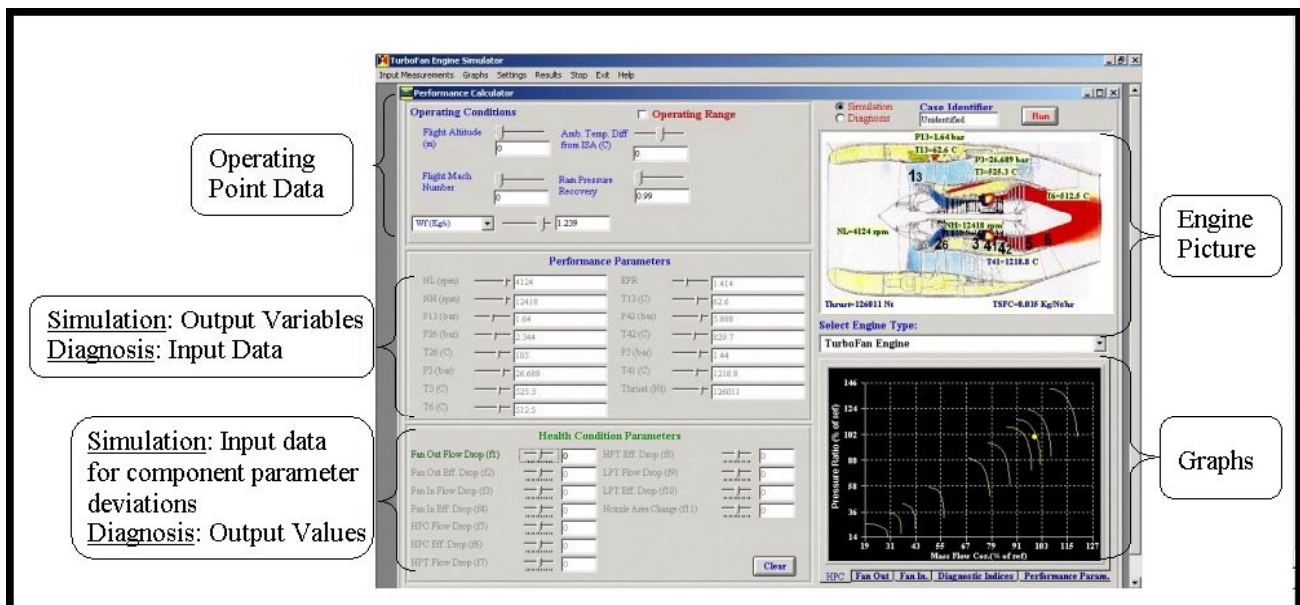 TurboFan Engine Simulator
Input Measurements Graphs Settings Results Stop Exit Help
Performance Calculator
Operating Conditions
Operating Range
Flight Altitude (m)
0
Amb. Temp. Diff from ISA (C)
0
Flight Mach Number
0
Ram Pressure Recovery
0.99
1.239
Simulation
Diagnosis
Case Identifier
Unidentified
Run
P13=1.64 bar
T13=62.6 C
P3=26.689 bar
T3=525.3 C
T6=512.5 C
13
NL=4124 rpm
NH=12418 rpm
26 3 41 42 5 6
T41=1218.8 C
Thrust=126011 Nt
TSFC=0.035 Kg/Nt/hr
Select Engine Type:
TurboFan Engine
Performance Parameters
NL (rpm) 4124
NH (rpm) 12418
P13 (bar) 1.64
P26 (bar) 2.344
T26 (C) 105
P3 (bar) 26.689
T3 (C) 525.3
T6 (C) 512.5
EPR 1.414
T13 (C) 62.6
P42 (bar) 5.888
T42 (C) 829.7
P5 (bar) 1.44
T41 (C) 1218.8
Thrust (Nt) 126011
Health Condition Parameters
Fan Out Flow Drop (f1) 0
Fan Out Eff. Drop (f2) 0
Fan In Flow Drop (f3) 0
Fan In Eff. Drop (f4) 0
HPC Flow Drop (f5) 0
HPC Eff. Drop (f6) 0
HPT Flow Drop (f7) 0
HPT Eff. Drop (f8) 0
LPT Flow Drop (f9) 0
LPT Eff. Drop (f10) 0
Nozzle Area Change (f11) 0
Clear
Pressure Ratio (% of ref)
146
124
102
80
58
36
14
19 31 43 55 67 79 91 103 115 127
Mass Flow Cor.(% of ref)
HPC Fan Out Fan In. Diagnostic Indices Performance Param.
Operating
Point Data
Simulation: Output Variables
Diagnosis: Input Data
Simulation: Input data
for component parameter
deviations
Diagnosis: Output Values
Engine
Picture
Graphs